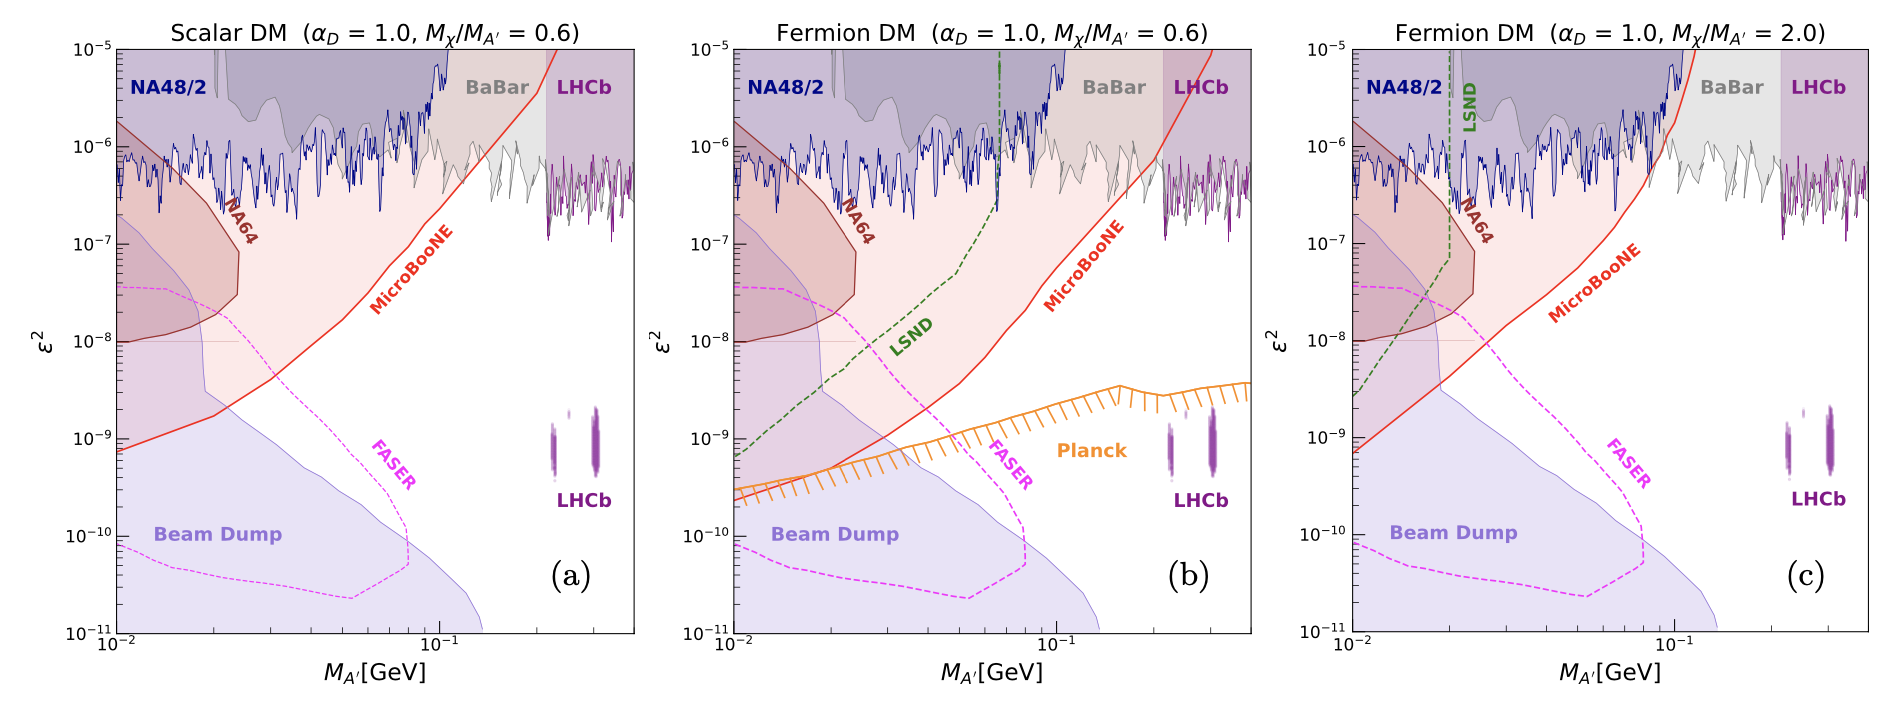 Scalar DM (α_D = 1.0, M_χ/M_A′ = 0.6)
10⁻⁵
10⁻⁶
10⁻⁷
10⁻⁸
10⁻⁹
10⁻¹⁰
10⁻¹¹
ε²
NA48/2
BaBar
LHCb
NA64
MicroBooNE
FASER
LHCb
Beam Dump
(a)
10⁻²
10⁻¹
M_A′[GeV]
Fermion DM (α_D = 1.0, M_χ/M_A′ = 0.6)
10⁻⁵
10⁻⁶
10⁻⁷
10⁻⁸
10⁻⁹
10⁻¹⁰
10⁻¹¹
ε²
NA48/2
BaBar
LHCb
NA64
MicroBooNE
LSND
Planck
FASER
LHCb
Beam Dump
(b)
10⁻²
10⁻¹
M_A′[GeV]
Fermion DM (α_D = 1.0, M_χ/M_A′ = 2.0)
10⁻⁵
10⁻⁶
10⁻⁷
10⁻⁸
10⁻⁹
10⁻¹⁰
10⁻¹¹
ε²
NA48/2
LSND
BaBar
LHCb
NA64
MicroBooNE
FASER
LHCb
Beam Dump
(c)
10⁻²
10⁻¹
M_A′[GeV]